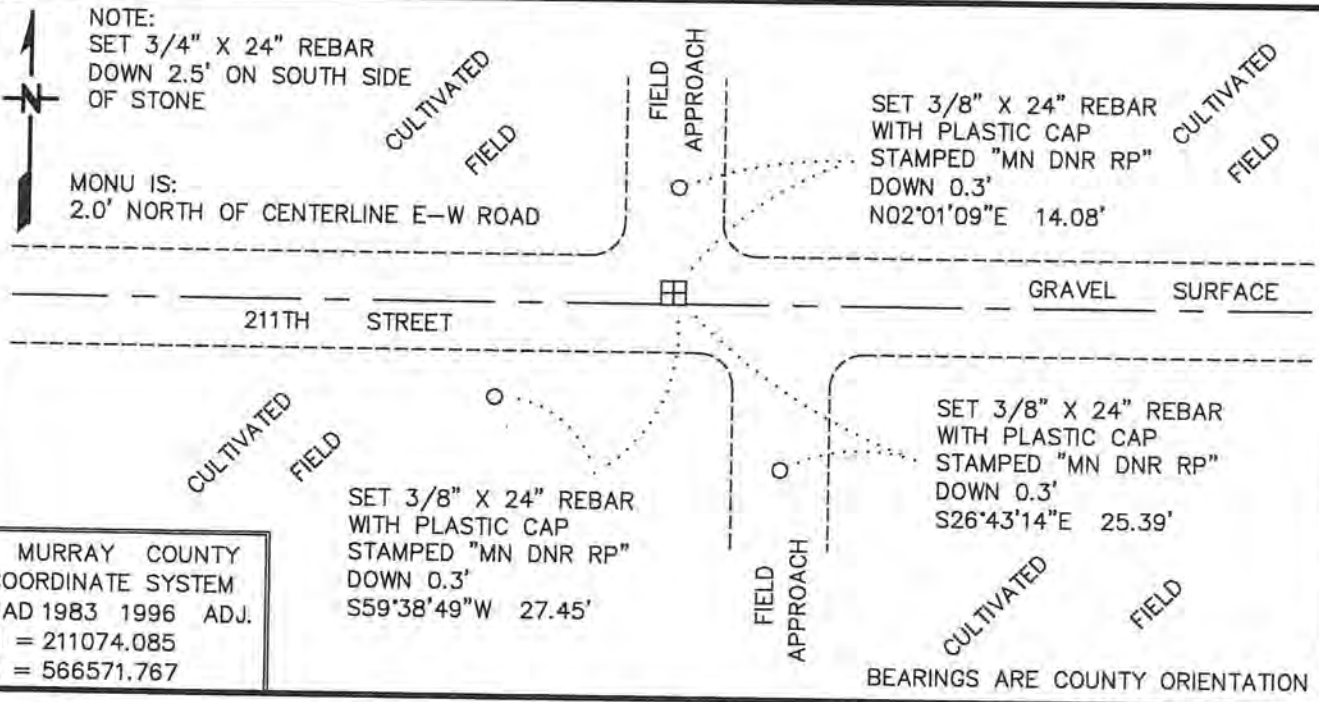 NOTE:
SET 3/4" X 24" REBAR
DOWN 2.5' ON SOUTH SIDE
OF STONE
N
MONU IS:
2.0' NORTH OF CENTERLINE E-W ROAD
CULTIVATED
FIELD
FIELD
APPROACH
SET 3/8" X 24" REBAR
WITH PLASTIC CAP
STAMPED "MN DNR RP"
DOWN 0.3'
N02°01'09"E 14.08'
CULTIVATED
FIELD
GRAVEL SURFACE
211TH STREET
CULTIVATED
FIELD
SET 3/8" X 24" REBAR
WITH PLASTIC CAP
STAMPED "MN DNR RP"
DOWN 0.3'
S59°38'49"W 27.45'
SET 3/8" X 24" REBAR
WITH PLASTIC CAP
STAMPED "MN DNR RP"
DOWN 0.3'
S26°43'14"E 25.39'
FIELD
APPROACH
CULTIVATED
FIELD
MURRAY COUNTY
COORDINATE SYSTEM
AD 1983 1996 ADJ.
= 211074.085
= 566571.767
BEARINGS ARE COUNTY ORIENTATION